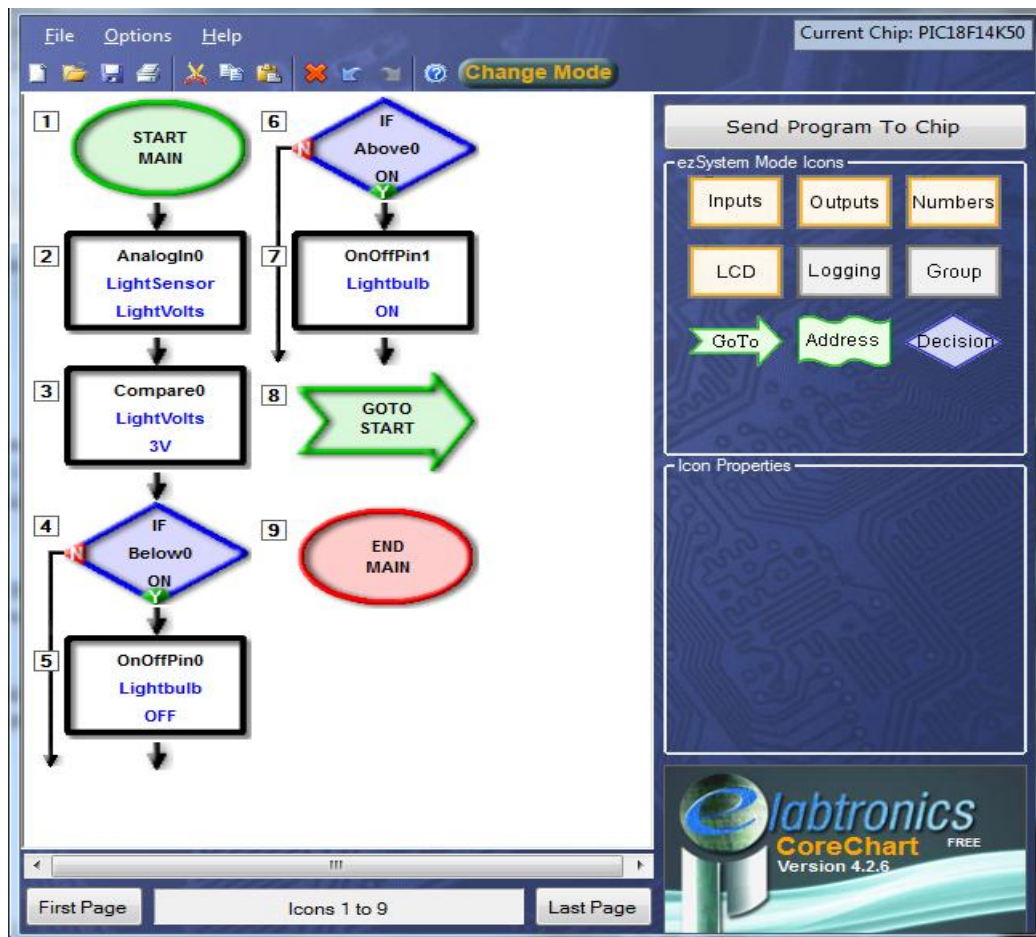 File Options Help
Current Chip: PIC18F14K50
Change Mode
1
START
MAIN
2
AnalogIn0
LightSensor
LightVolts
3
Compare0
LightVolts
3V
4
IF
Below0
ON
N
Y
5
OnOffPin0
Lightbulb
OFF
6
IF
Above0
ON
N
Y
7
OnOffPin1
Lightbulb
ON
8
GOTO
START
9
END
MAIN
First Page
Icons 1 to 9
Last Page
Send Program To Chip
ezSystem Mode Icons
Inputs Outputs Numbers
LCD Logging Group
GoTo Address Decision
Icon Properties
elabtronics
CoreChart FREE
Version 4.2.6